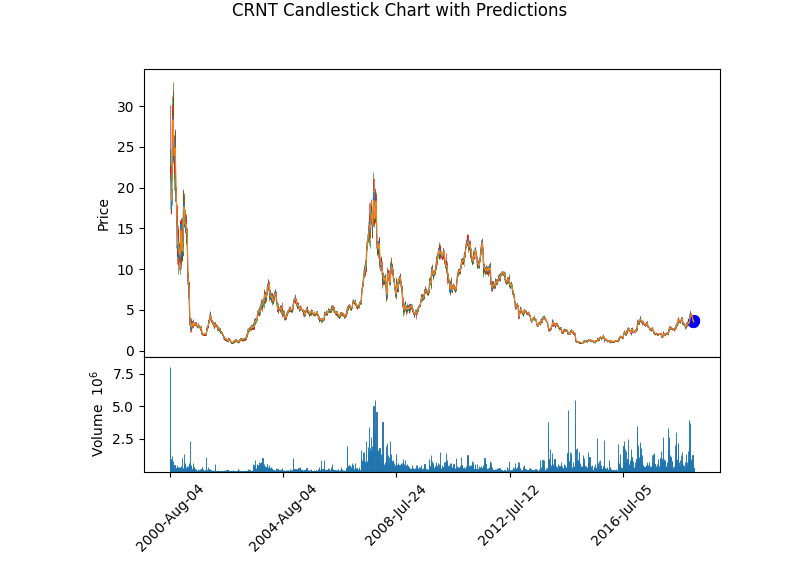 CRNT Candlestick Chart with Predictions
Price
30
25
20
15
10
5
0
Volume 10^6
7.5
5.0
2.5
2000-Aug-04
2004-Aug-04
2008-Jul-24
2012-Jul-12
2016-Jul-05